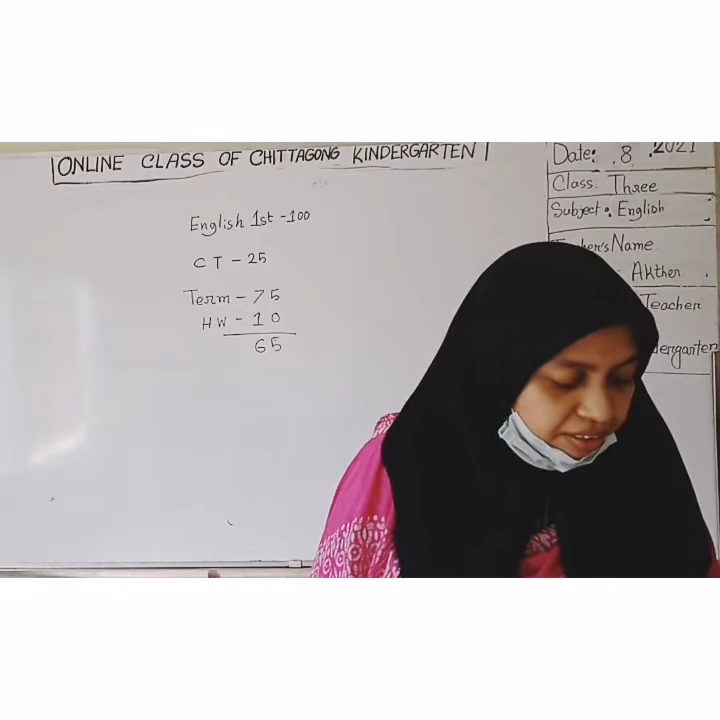 ONLINE CLASS OF CHITTAGONG KINDERGARTEN
English 1st - 100
C T - 25
Term - 75
HW - 10
65
Date: .8 .2021
Class: Three
Subject: English
Name
Akther.
Teacher